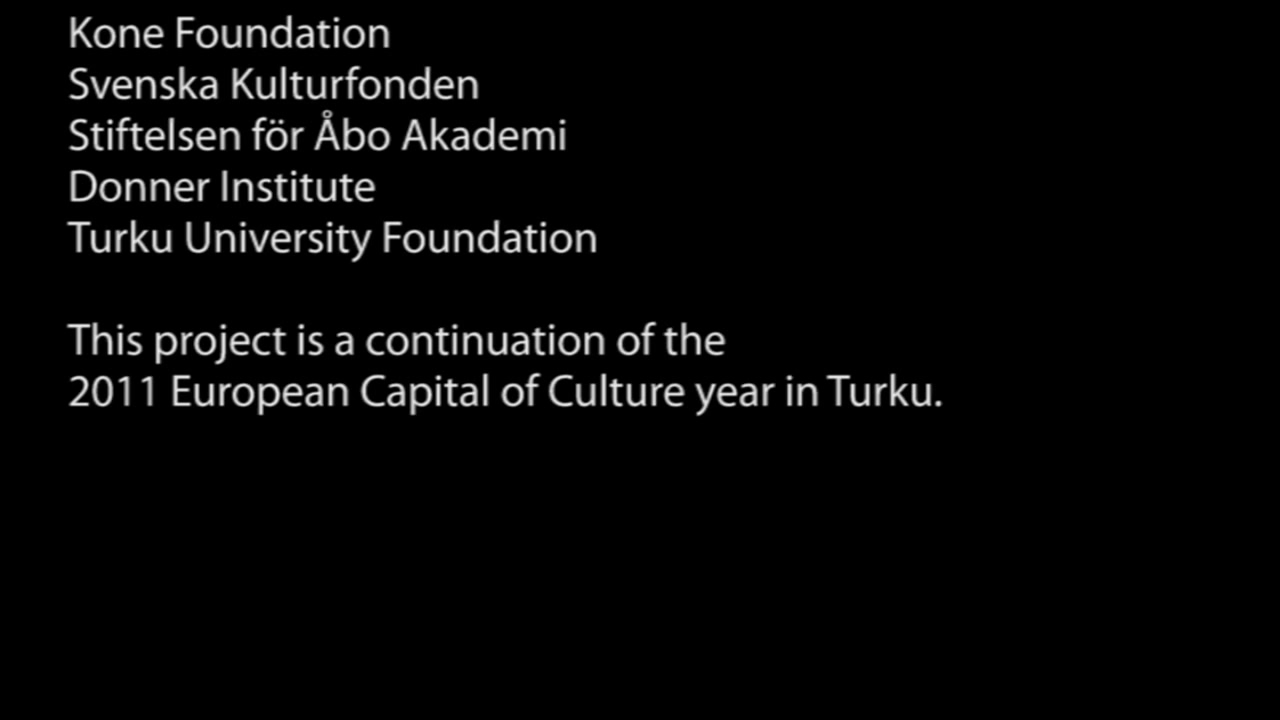 Kone Foundation
Svenska Kulturfonden
Stiftelsen för Åbo Akademi
Donner Institute
Turku University Foundation
This project is a continuation of the
2011 European Capital of Culture year in Turku.